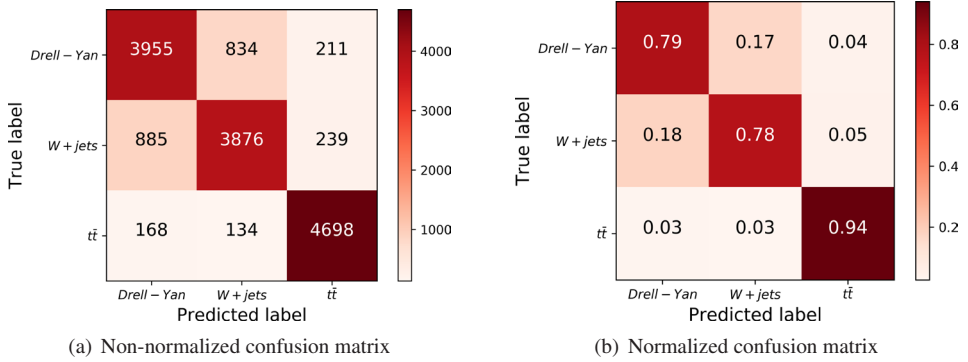 Drell − Yan 3955 834 211
W + jets 885 3876 239
tt̄ 168 134 4698
Drell − Yan W + jets tt̄
True label
Predicted label
4000
3000
2000
1000
(a) Non-normalized confusion matrix
Drell − Yan 0.79 0.17 0.04
W + jets 0.18 0.78 0.05
tt̄ 0.03 0.03 0.94
Drell − Yan W + jets tt̄
True label
Predicted label
0.8
0.6
0.4
0.2
(b) Normalized confusion matrix